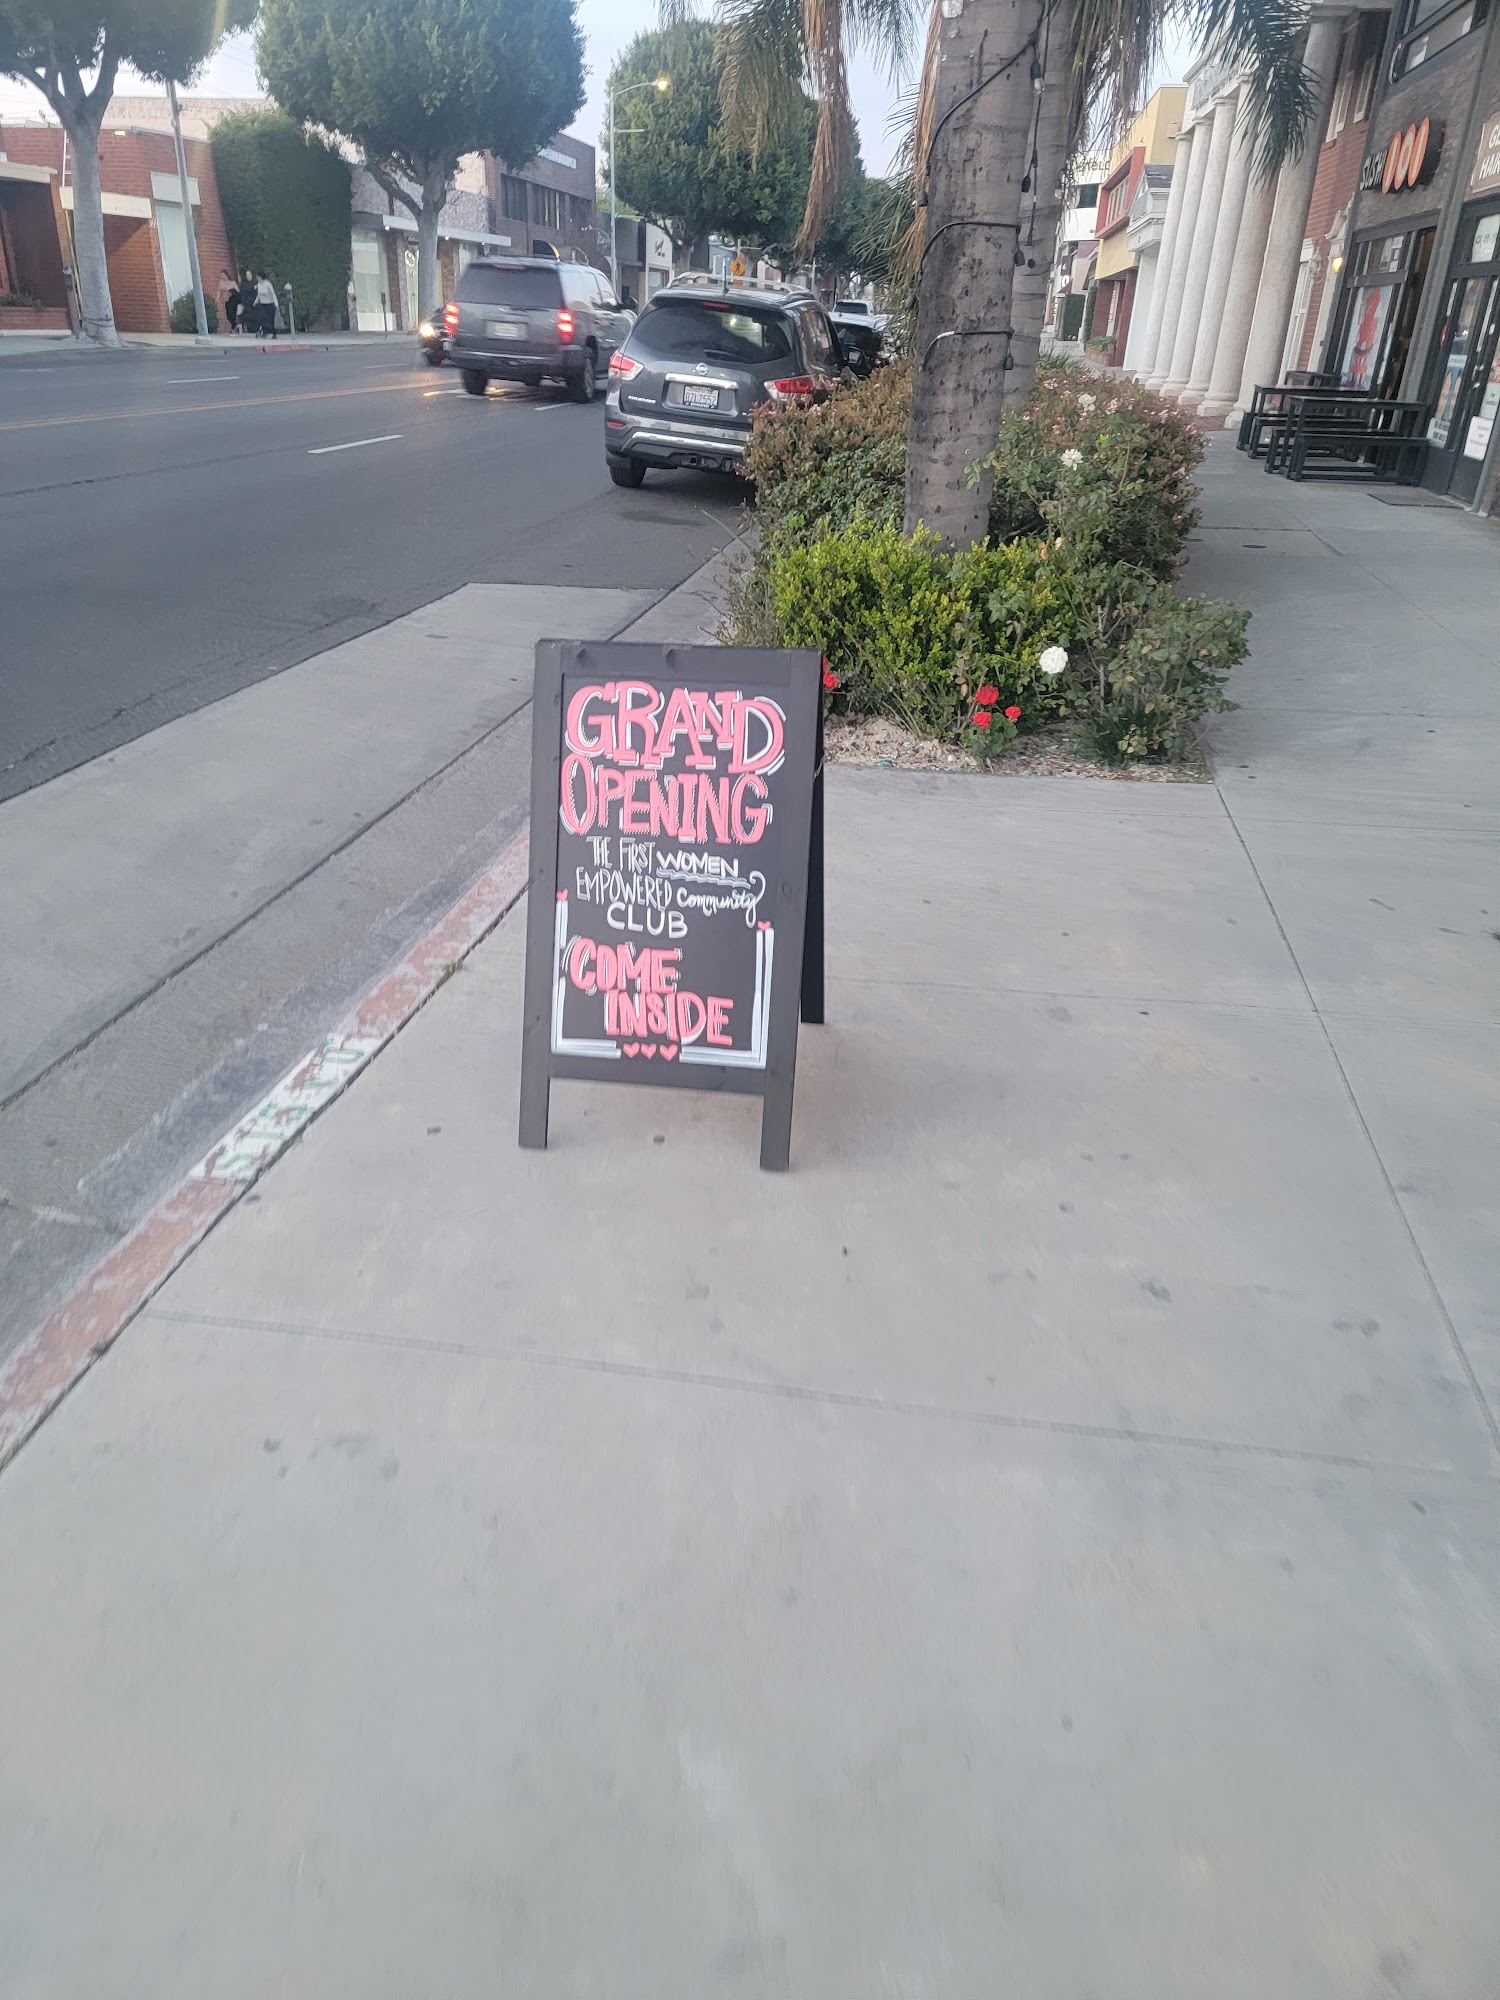 GRAND
OPENING
THE FIRST WOMEN
EMPOWERED Community
CLUB
COME
INSIDE
SUSHI